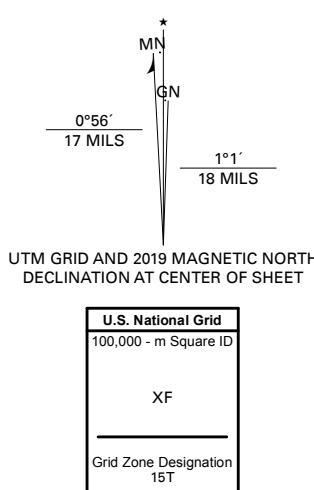 ★
MN
GN
0°56´
17 MILS
1°1´
18 MILS
UTM GRID AND 2019 MAGNETIC NORTH
DECLINATION AT CENTER OF SHEET
U.S. National Grid
100,000 - m Square ID
XF
Grid Zone Designation
15T